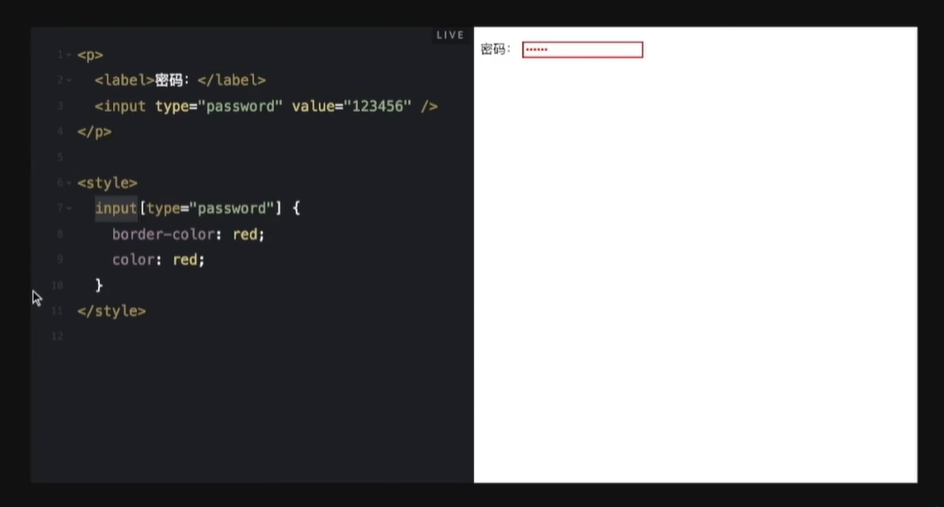 LIVE
1 <p>
2 <label>密码：</label>
3 <input type="password" value="123456" />
4 </p>
5
6 <style>
7 input[type="password"] {
8 border-color: red;
9 color: red;
10 }
11 </style>
12
密码： ••••••